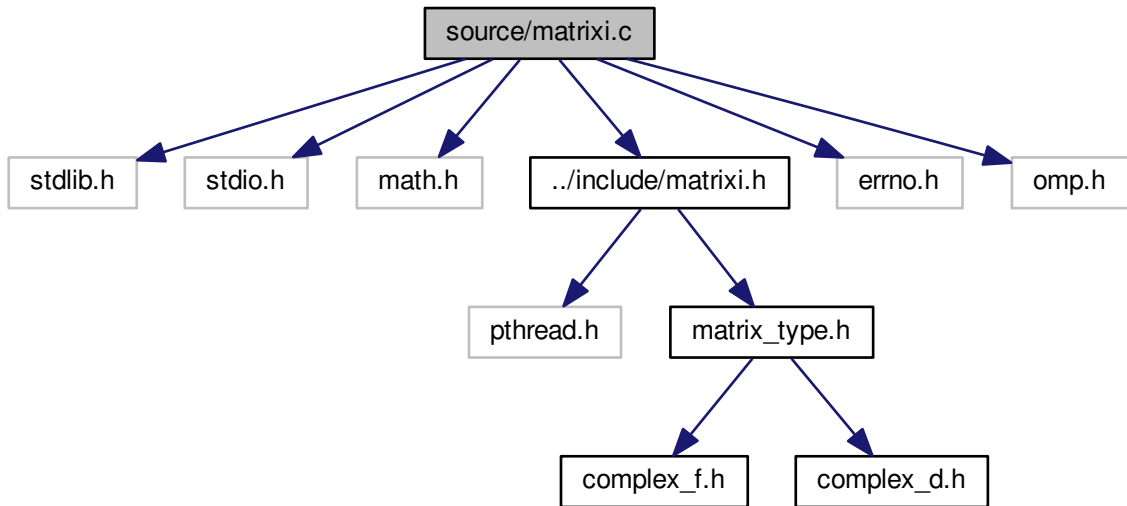 source/matrixi.c
stdlib.h
stdio.h
math.h
../include/matrixi.h
errno.h
omp.h
pthread.h
matrix_type.h
complex_f.h
complex_d.h